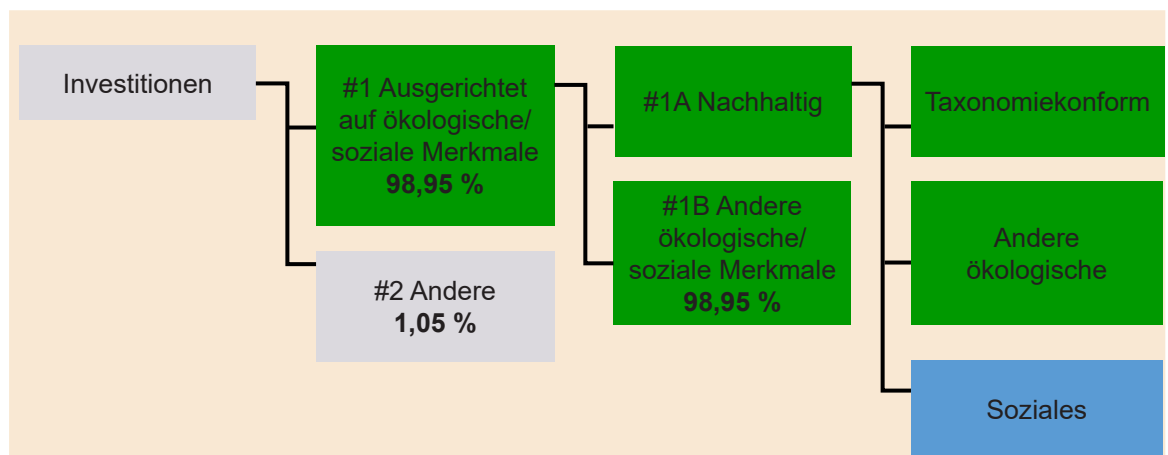 Investitionen
#1 Ausgerichtet
auf ökologische/
soziale Merkmale
98,95 %
#2 Andere
1,05 %
#1A Nachhaltig
#1B Andere
ökologische/
soziale Merkmale
98,95 %
Taxonomiekonform
Andere
ökologische
Soziales